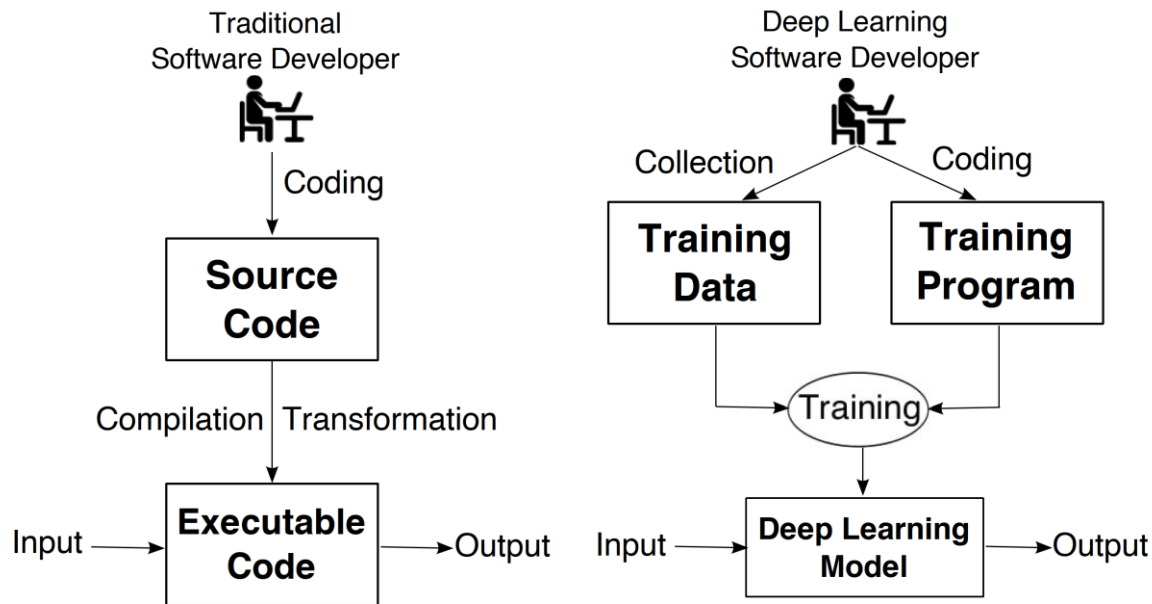 Traditional
Software Developer
Coding
Source
Code
Compilation
Transformation
Input
Executable
Code
Output
Deep Learning
Software Developer
Collection
Coding
Training
Data
Training
Program
Training
Input
Deep Learning
Model
Output